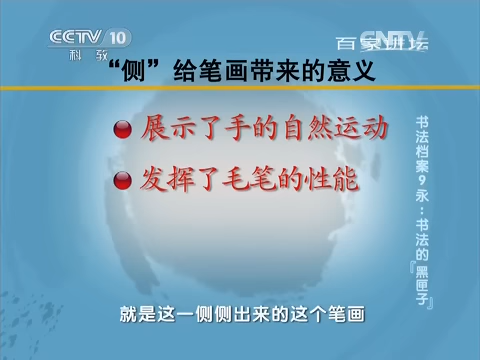 CCTV 10
科教
百家讲坛
CNTV
“侧”给笔画带来的意义
展示了手的自然运动
发挥了毛笔的性能
书法档案9永：书法的『黑匣子』
就是这一侧侧出来的这个笔画